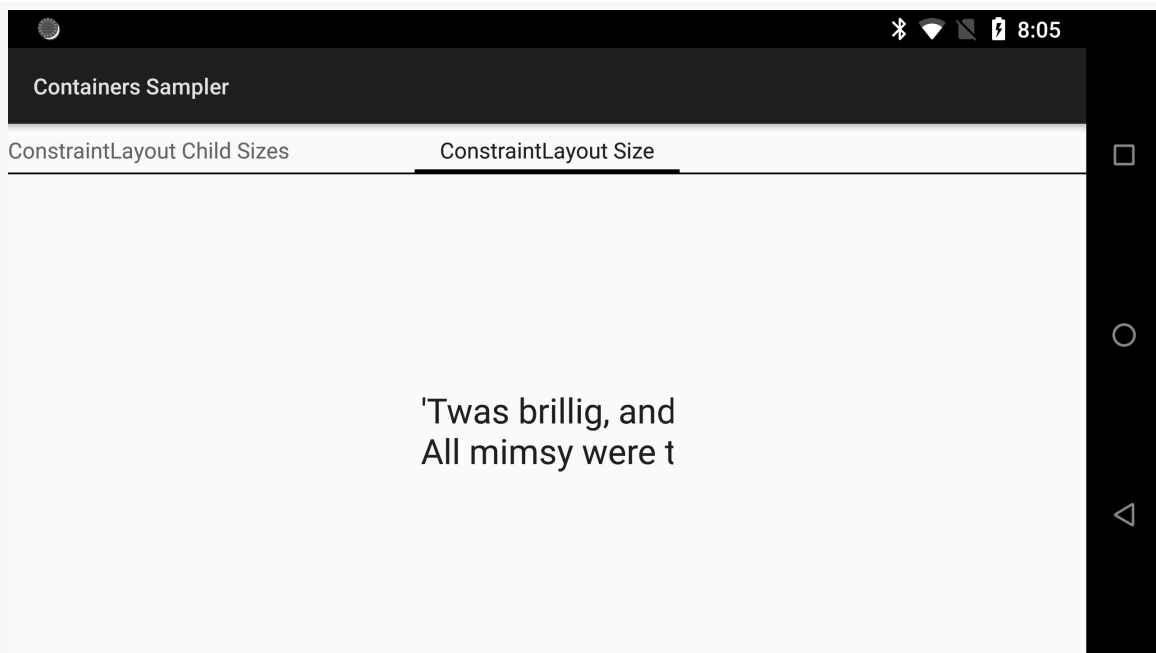 8:05
Containers Sampler
ConstraintLayout Child Sizes
ConstraintLayout Size
'Twas brillig, and
All mimsy were t